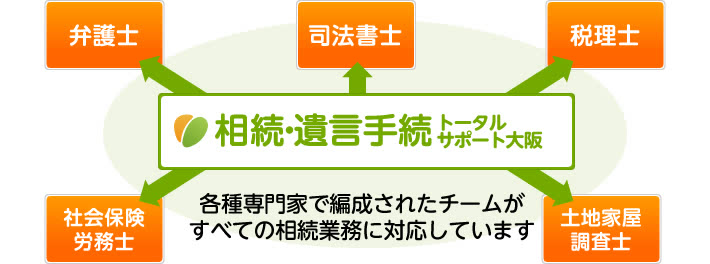 弁護士
司法書士
税理士
相続・遺言手続トータル
サポート大阪
社会保険
労務士
各種専門家で編成されたチームが
すべての相続業務に対応しています
土地家屋
調査士